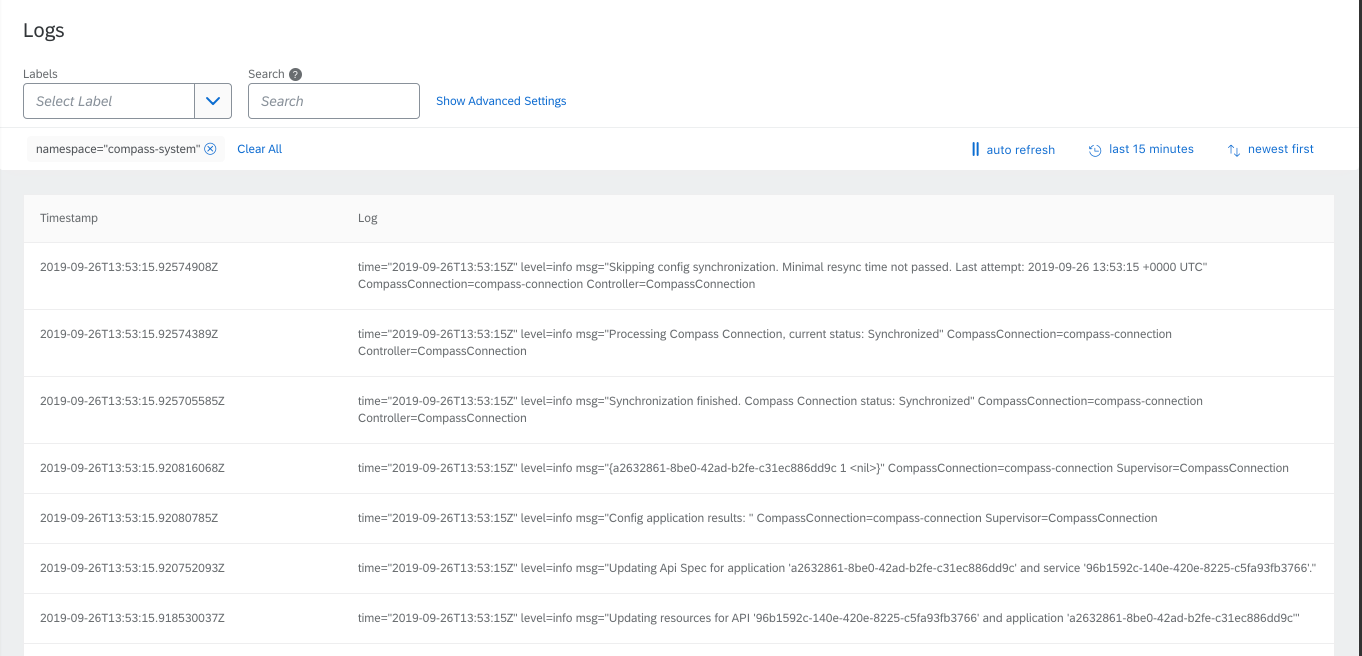 Logs
Labels
Search ?
Select Label
Search
Show Advanced Settings
namespace="compass-system"
Clear All
auto refresh
last 15 minutes
newest first
Timestamp
Log
2019-09-26T13:53:15.92574908Z
time="2019-09-26T13:53:15Z" level=info msg="Skipping config synchronization. Minimal resync time not passed. Last attempt: 2019-09-26 13:53:15 +0000 UTC"
CompassConnection=compass-connection Controller=CompassConnection
2019-09-26T13:53:15.92574389Z
time="2019-09-26T13:53:15Z" level=info msg="Processing Compass Connection, current status: Synchronized" CompassConnection=compass-connection
Controller=CompassConnection
2019-09-26T13:53:15.925705585Z
time="2019-09-26T13:53:15Z" level=info msg="Synchronization finished. Compass Connection status: Synchronized" CompassConnection=compass-connection
Controller=CompassConnection
2019-09-26T13:53:15.920816068Z
time="2019-09-26T13:53:15Z" level=info msg="{a2632861-8be0-42ad-b2fe-c31ec886dd9c 1 <nil>}" CompassConnection=compass-connection Supervisor=CompassConnection
2019-09-26T13:53:15.92080785Z
time="2019-09-26T13:53:15Z" level=info msg="Config application results: " CompassConnection=compass-connection Supervisor=CompassConnection
2019-09-26T13:53:15.920752093Z
time="2019-09-26T13:53:15Z" level=info msg="Updating Api Spec for application 'a2632861-8be0-42ad-b2fe-c31ec886dd9c' and service '96b1592c-140e-420e-8225-c5fa93fb3766'."
2019-09-26T13:53:15.918530037Z
time="2019-09-26T13:53:15Z" level=info msg="Updating resources for API '96b1592c-140e-420e-8225-c5fa93fb3766' and application 'a2632861-8be0-42ad-b2fe-c31ec886dd9c'"